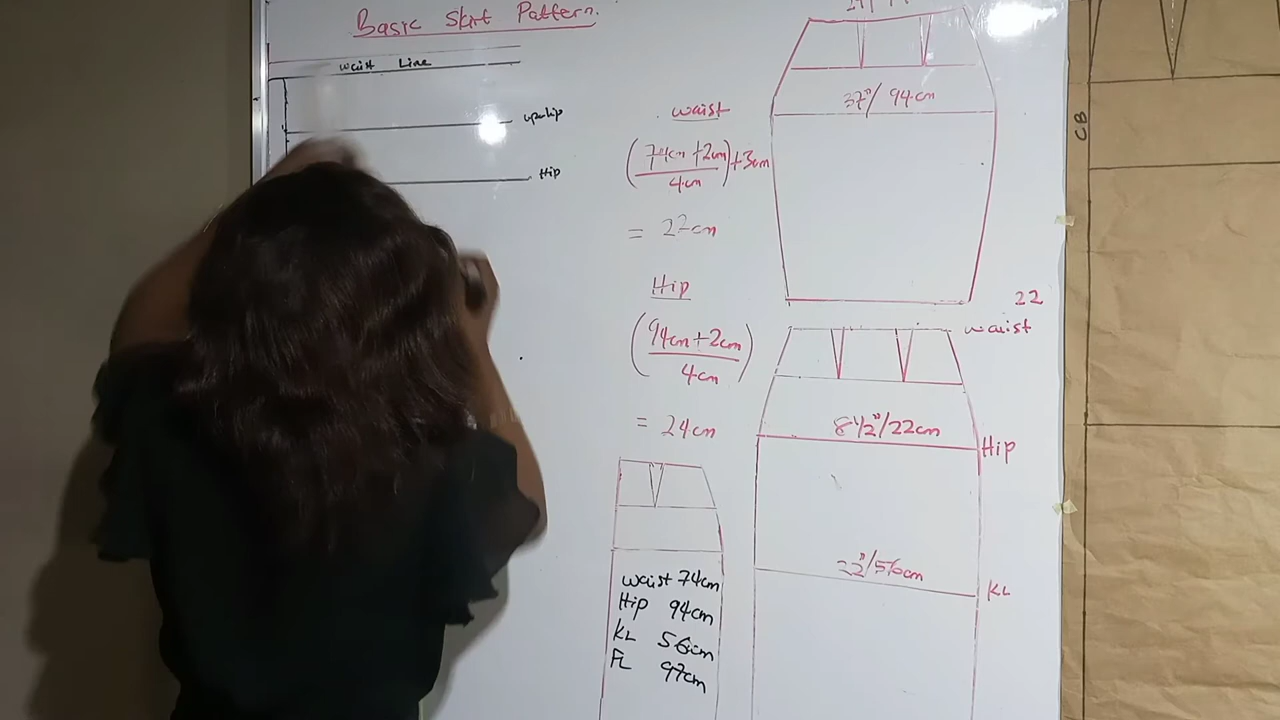 Basic Skirt Pattern.
waist Line
uperhip
Hip
waist
(74cm+2cm)+3cm
4cm
= 22cm
Hip
(94cm+2cm)
4cm
= 24cm
waist 74cm
Hip 94cm
KL 56cm
FL 97cm
37"/94cm
22
waist
8½"/22cm
Hip
22"/56cm
KL
CB